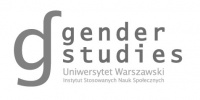 gender
studies
Uniwersytet Warszawski
Instytut Stosowanych Nauk Społecznych